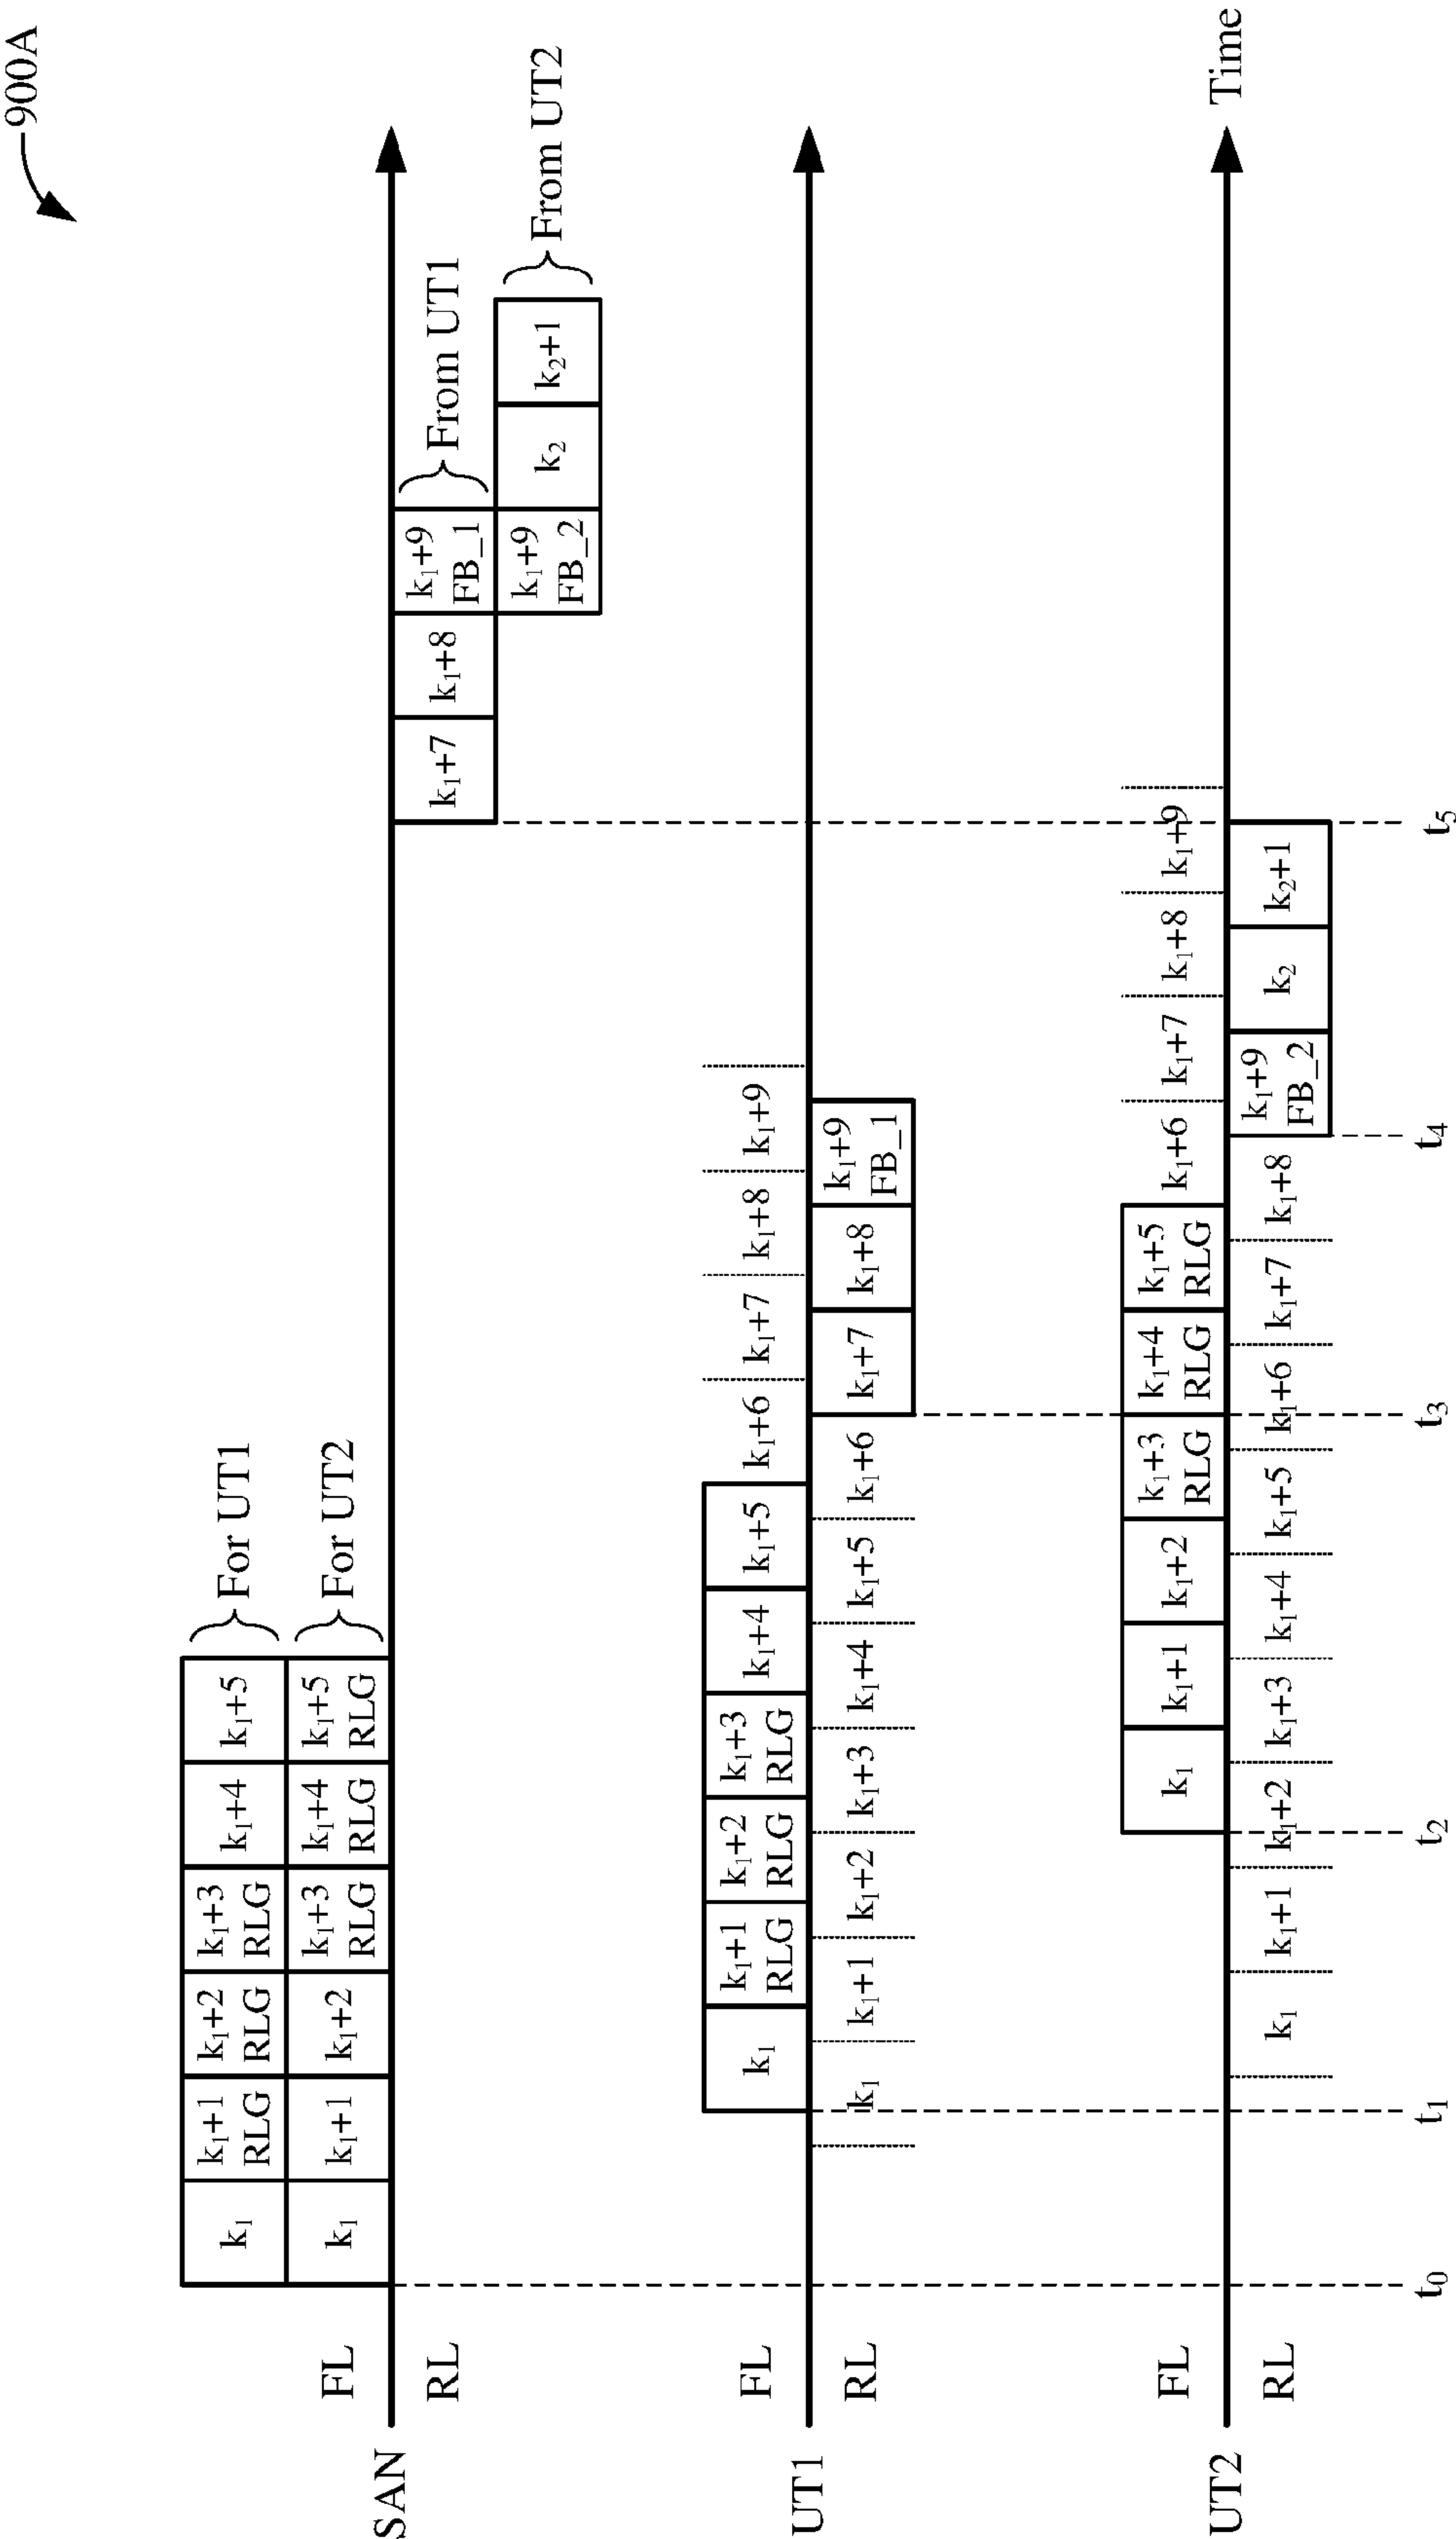 900A
k₁
k₁+1
RLG
k₁+2
RLG
k₁+3
RLG
k₁+4
k₁+5
For UT1
k₁
k₁+1
k₁+2
k₁+3
RLG
k₁+4
RLG
k₁+5
RLG
For UT2
FL
SAN
RL
k₁+7
k₁+8
k₁+9
FB_1
From UT1
k₁+9
FB_2
k₂
k₂+1
From UT2
FL
k₁
k₁+1
RLG
k₁+2
RLG
k₁+3
RLG
k₁+4
k₁+5
k₁+6
k₁+7
k₁+8
k₁+9
UT1
RL
k₁
k₁+1
k₁+2
k₁+3
k₁+4
k₁+5
k₁+6
k₁+7
k₁+8
k₁+9
FB_1
FL
k₁
k₁+1
k₁+2
k₁+3
RLG
k₁+4
RLG
k₁+5
RLG
k₁+6
k₁+7
k₁+8
k₁+9
Time
UT2
RL
k₁
k₁+1
k₁+2
k₁+3
k₁+4
k₁+5
k₁+6
k₁+7
k₁+8
k₁+9
FB_2
k₂
k₂+1
t₀
t₁
t₂
t₃
t₄
t₅